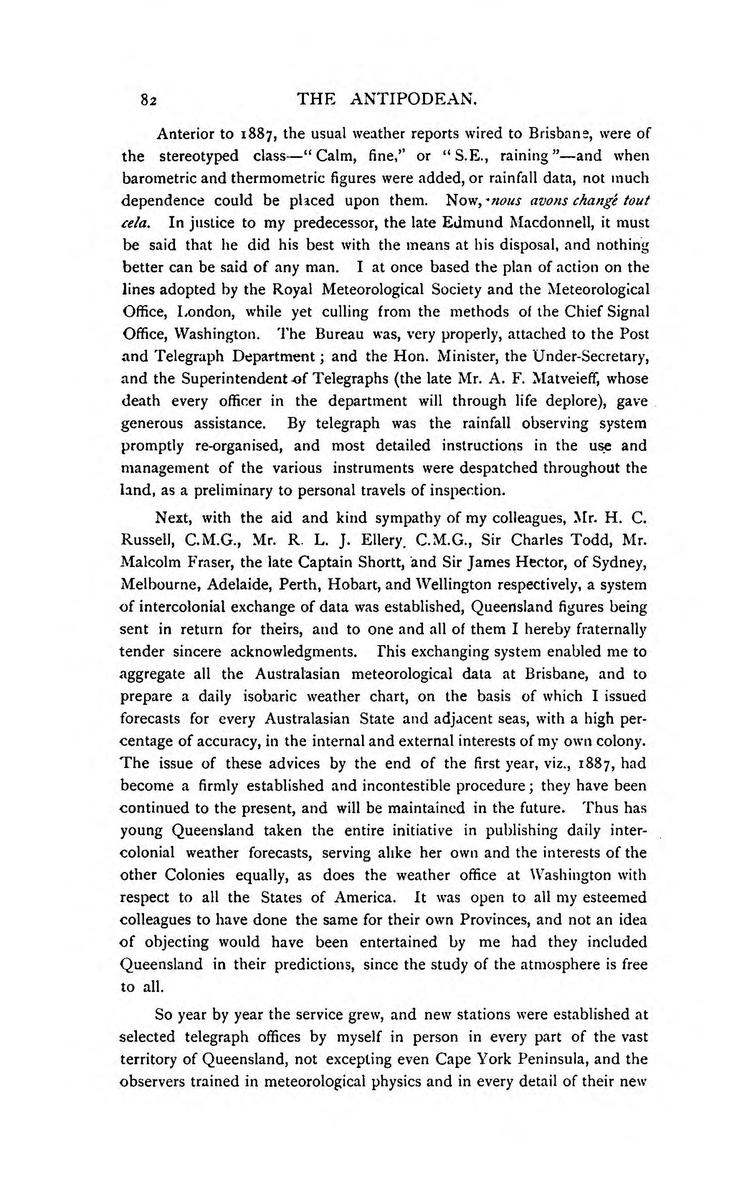 82 THE ANTIPODEAN.
Anterior to 1887, the usual weather reports wired to Brisbane, were of
the stereotyped class—“Calm, fine,” or “S.E., raining”—and when
barometric and thermometric figures were added, or rainfall data, not much
dependence could be placed upon them. Now, nous avons changé tout
cela. In justice to my predecessor, the late Edmund Macdonnell, it must
be said that he did his best with the means at his disposal, and nothing
better can be said of any man. I at once based the plan of action on the
lines adopted by the Royal Meteorological Society and the Meteorological
Office, London, while yet culling from the methods of the Chief Signal
Office, Washington. The Bureau was, very properly, attached to the Post
and Telegraph Department; and the Hon. Minister, the Under-Secretary,
and the Superintendent of Telegraphs (the late Mr. A. F. Matveieff, whose
death every officer in the department will through life deplore), gave
generous assistance. By telegraph was the rainfall observing system
promptly re-organised, and most detailed instructions in the use and
management of the various instruments were despatched throughout the
land, as a preliminary to personal travels of inspection.
Next, with the aid and kind sympathy of my colleagues, Mr. H. C.
Russell, C.M.G., Mr. R. L. J. Ellery, C.M.G., Sir Charles Todd, Mr.
Malcolm Fraser, the late Captain Shortt, and Sir James Hector, of Sydney,
Melbourne, Adelaide, Perth, Hobart, and Wellington respectively, a system
of intercolonial exchange of data was established, Queensland figures being
sent in return for theirs, and to one and all of them I hereby fraternally
tender sincere acknowledgments. This exchanging system enabled me to
aggregate all the Australasian meteorological data at Brisbane, and to
prepare a daily isobaric weather chart, on the basis of which I issued
forecasts for every Australasian State and adjacent seas, with a high per-
centage of accuracy, in the internal and external interests of my own colony.
The issue of these advices by the end of the first year, viz., 1887, had
become a firmly established and incontestible procedure; they have been
continued to the present, and will be maintained in the future. Thus has
young Queensland taken the entire initiative in publishing daily inter-
colonial weather forecasts, serving alike her own and the interests of the
other Colonies equally, as does the weather office at Washington with
respect to all the States of America. It was open to all my esteemed
colleagues to have done the same for their own Provinces, and not an idea
of objecting would have been entertained by me had they included
Queensland in their predictions, since the study of the atmosphere is free
to all.
So year by year the service grew, and new stations were established at
selected telegraph offices by myself in person in every part of the vast
territory of Queensland, not excepting even Cape York Peninsula, and the
observers trained in meteorological physics and in every detail of their new